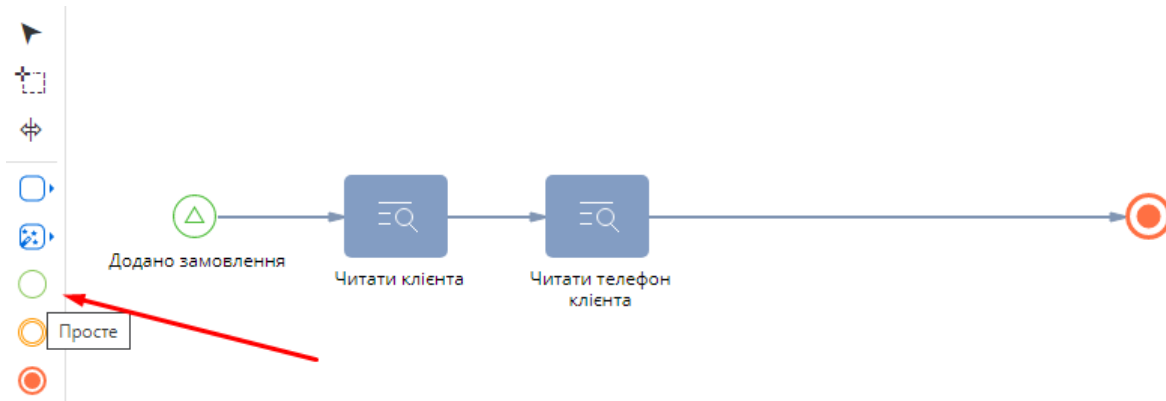 Додано замовлення
Читати клієнта
Читати телефон
клієнта
Просте